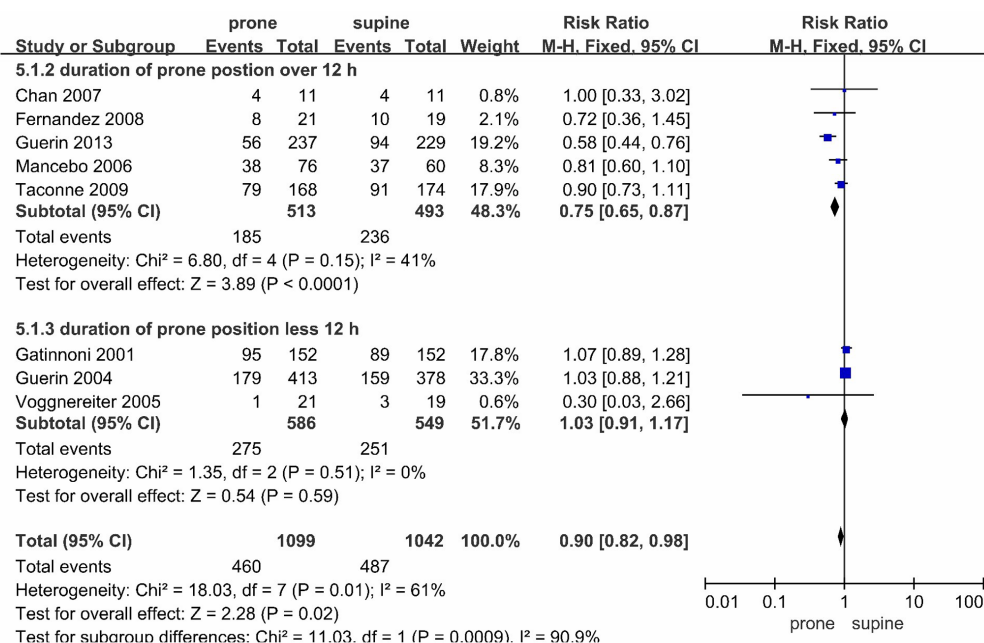 prone supine Risk Ratio Risk Ratio
Study or Subgroup Events Total Events Total Weight M-H, Fixed, 95% CI M-H, Fixed, 95% CI
5.1.2 duration of prone postion over 12 h
Chan 2007 4 11 4 11 0.8% 1.00 [0.33, 3.02]
Fernandez 2008 8 21 10 19 2.1% 0.72 [0.36, 1.45]
Guerin 2013 56 237 94 229 19.2% 0.58 [0.44, 0.76]
Mancebo 2006 38 76 37 60 8.3% 0.81 [0.60, 1.10]
Taconne 2009 79 168 91 174 17.9% 0.90 [0.73, 1.11]
Subtotal (95% CI) 513 493 48.3% 0.75 [0.65, 0.87]
Total events 185 236
Heterogeneity: Chi² = 6.80, df = 4 (P = 0.15); I² = 41%
Test for overall effect: Z = 3.89 (P < 0.0001)
5.1.3 duration of prone position less 12 h
Gatinnoni 2001 95 152 89 152 17.8% 1.07 [0.89, 1.28]
Guerin 2004 179 413 159 378 33.3% 1.03 [0.88, 1.21]
Voggnereiter 2005 1 21 3 19 0.6% 0.30 [0.03, 2.66]
Subtotal (95% CI) 586 549 51.7% 1.03 [0.91, 1.17]
Total events 275 251
Heterogeneity: Chi² = 1.35, df = 2 (P = 0.51); I² = 0%
Test for overall effect: Z = 0.54 (P = 0.59)
Total (95% CI) 1099 1042 100.0% 0.90 [0.82, 0.98]
Total events 460 487
Heterogeneity: Chi² = 18.03, df = 7 (P = 0.01); I² = 61%
Test for overall effect: Z = 2.28 (P = 0.02)
Test for subgroup differences: Chi² = 11.03, df = 1 (P = 0.0009), I² = 90.9%
0.01 0.1 1 10 100
prone supine